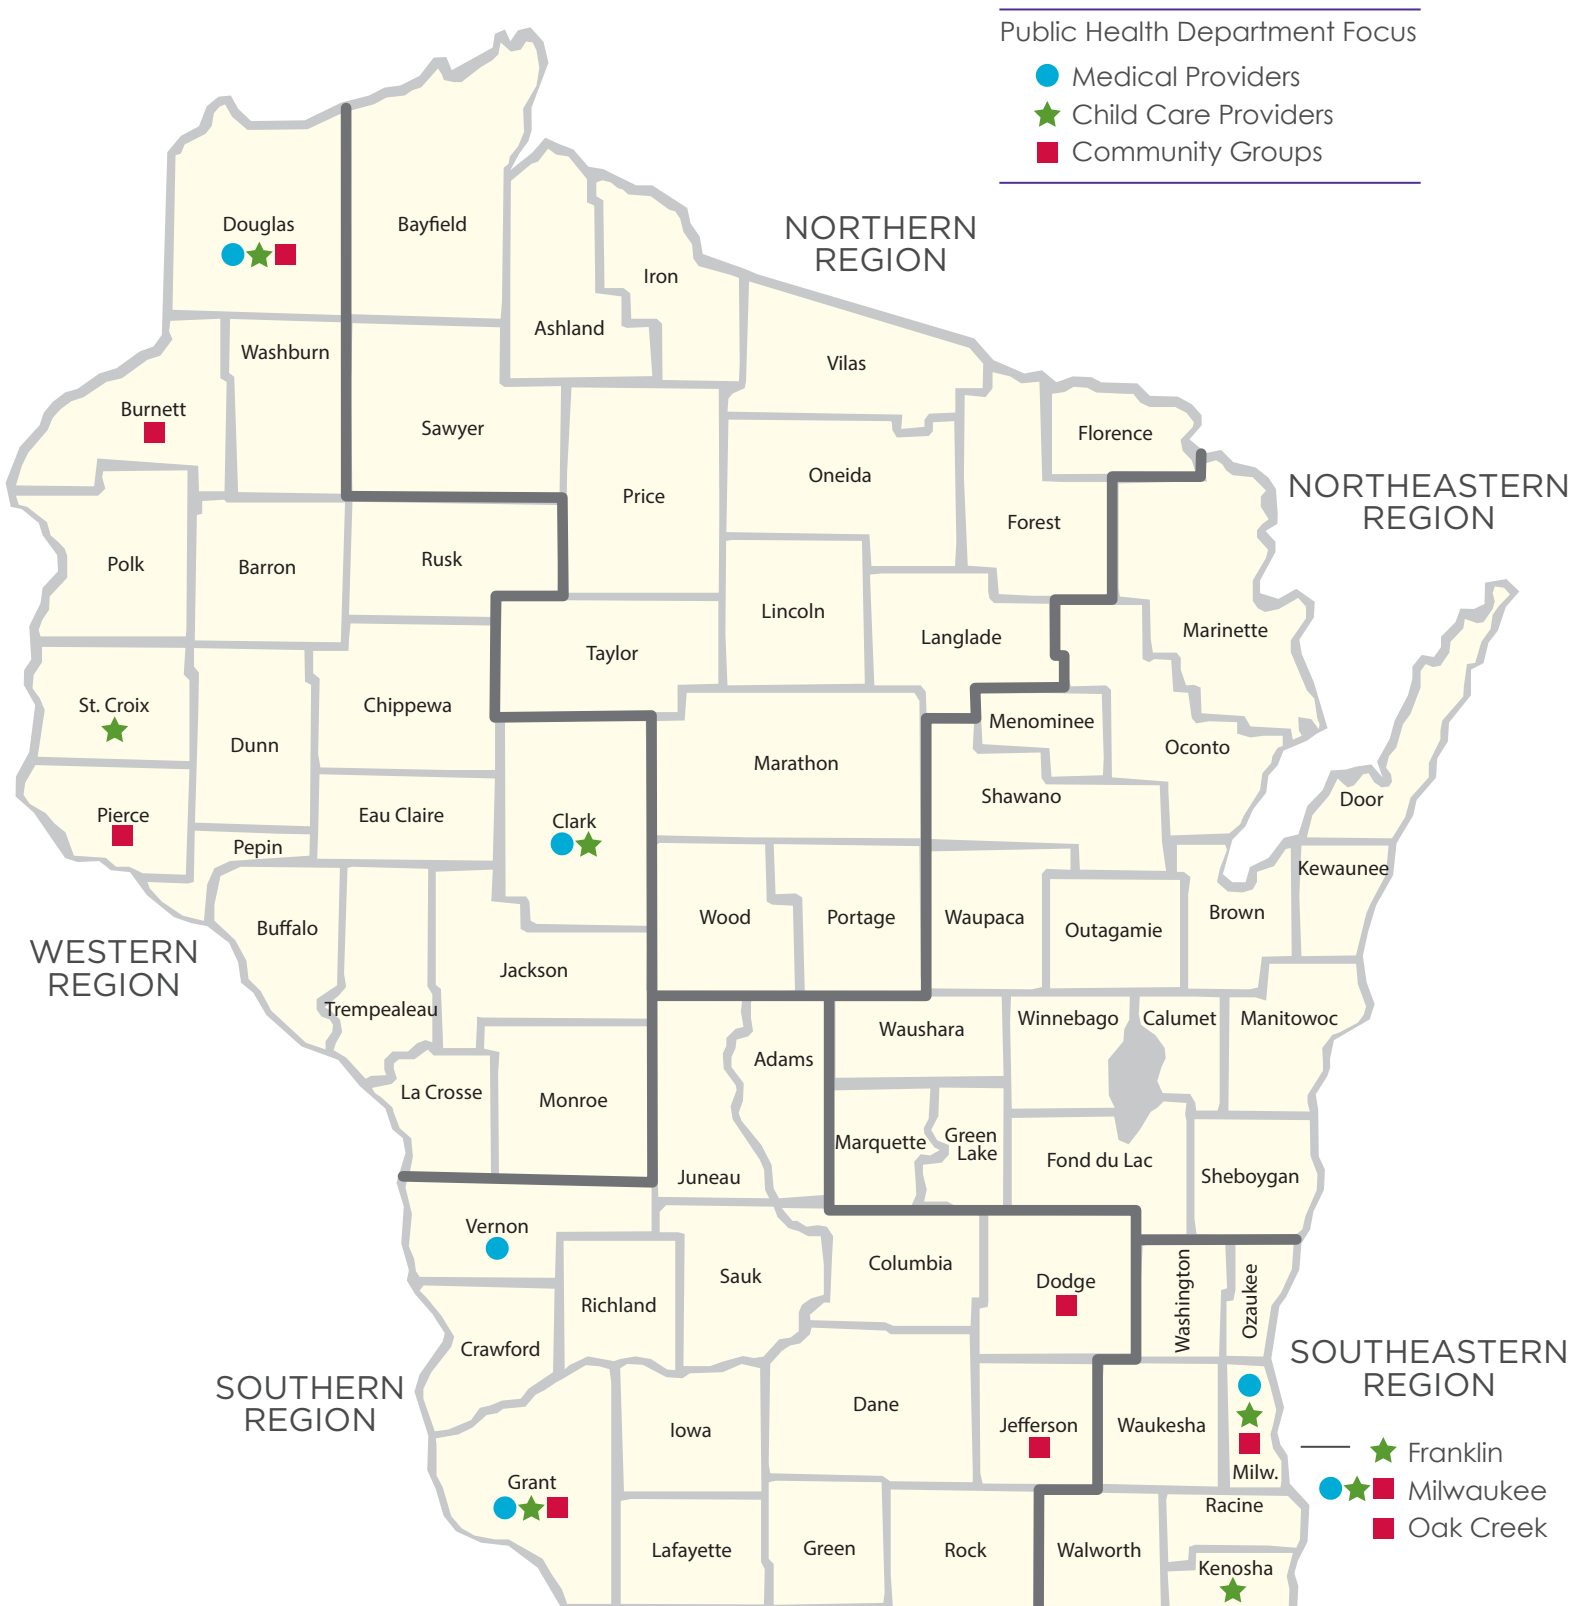 Public Health Department Focus
Medical Providers
Child Care Providers
Community Groups
NORTHERN
REGION
Douglas
Bayfield
Iron
Ashland
Washburn
Vilas
Burnett
Sawyer
Florence
Oneida
Price
Forest
NORTHEASTERN
REGION
Polk
Barron
Rusk
Lincoln
Langlade
Marinette
Taylor
St. Croix
Chippewa
Dunn
Menominee
Oconto
Marathon
Shawano
Door
Pierce
Eau Claire
Clark
Pepin
Kewaunee
Buffalo
Wood
Portage
Waupaca
Outagamie
Brown
WESTERN
REGION
Jackson
Trempealeau
Waushara
Winnebago
Calumet
Manitowoc
Adams
La Crosse
Monroe
Marquette
Green
Lake
Fond du Lac
Sheboygan
Juneau
Vernon
Sauk
Columbia
Dodge
Washington
Ozaukee
Richland
Crawford
SOUTHEASTERN
REGION
SOUTHERN
REGION
Dane
Iowa
Jefferson
Waukesha
Milw.
Franklin
Grant
Racine
Milwaukee
Oak Creek
Lafayette
Green
Rock
Walworth
Kenosha